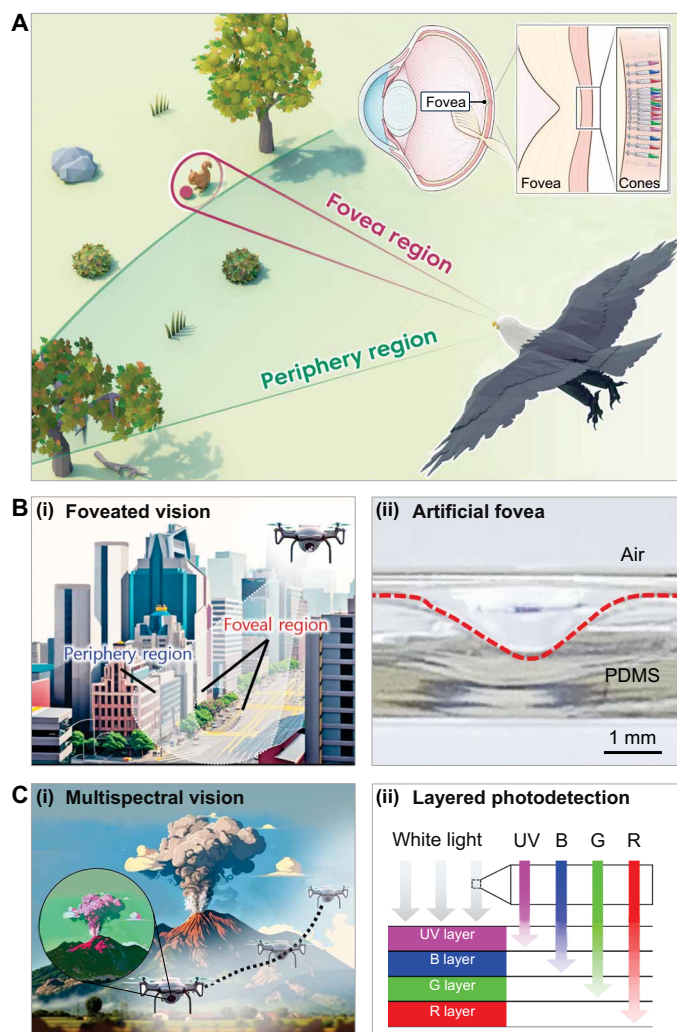 A
Fovea
Fovea
Cones
Fovea region
Periphery region
B (i) Foveated vision
Foveal region
Periphery region
(ii) Artificial fovea
Air
PDMS
1 mm
C (i) Multispectral vision
(ii) Layered photodetection
White light UV B G R
UV layer
B layer
G layer
R layer